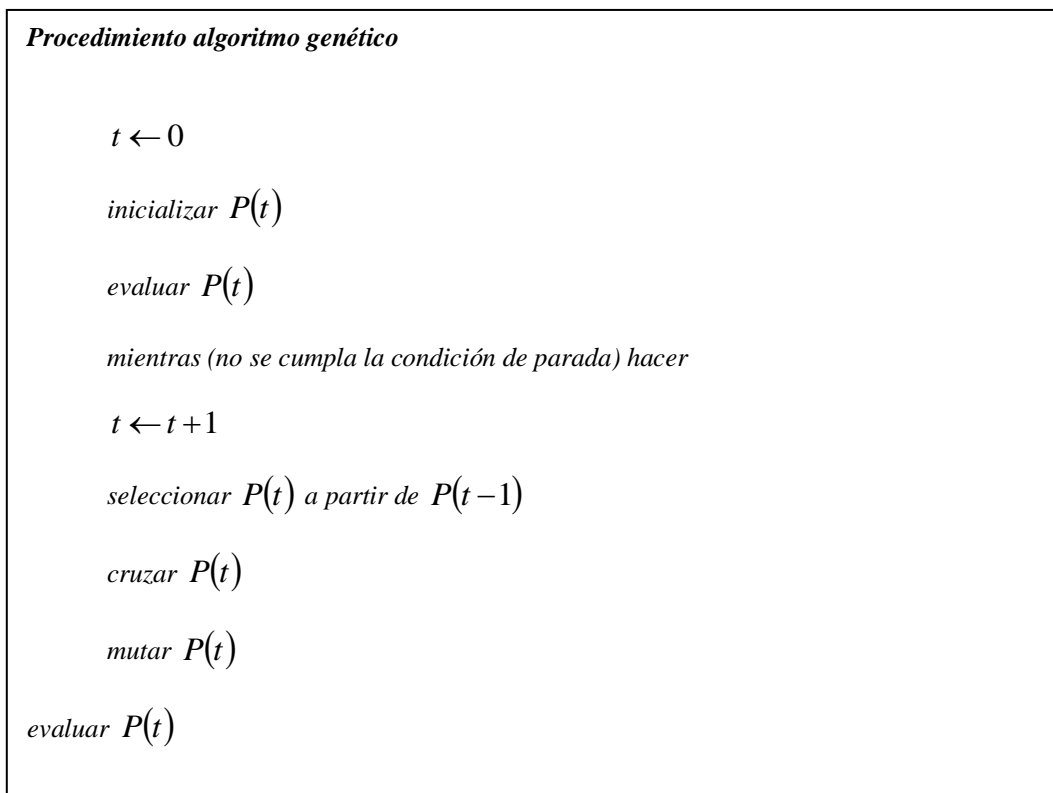 Procedimiento algoritmo genético
t ← 0
inicializar P(t)
evaluar P(t)
mientras (no se cumpla la condición de parada) hacer
t ← t + 1
seleccionar P(t) a partir de P(t − 1)
cruzar P(t)
mutar P(t)
evaluar P(t)